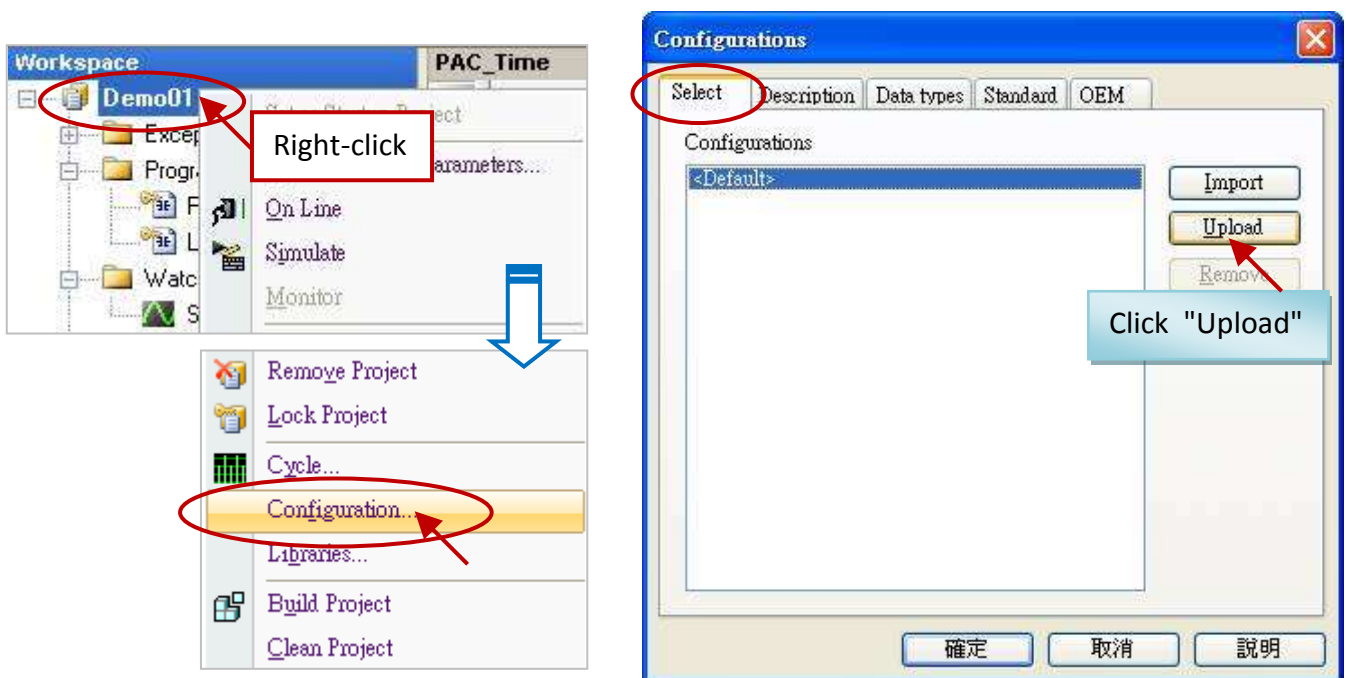 Workspace
PAC_Time
Demo01
Right-click
Excep
Progr
arameters...
On Line
Simulate
Watc
Monitor
Remove Project
Lock Project
Cycle...
Configuration...
Libraries...
Build Project
Clean Project
Configurations
Select Description Data types Standard OEM
Configurations
<Default>
Import
Upload
Remove
Click "Upload"
確定 取消 說明